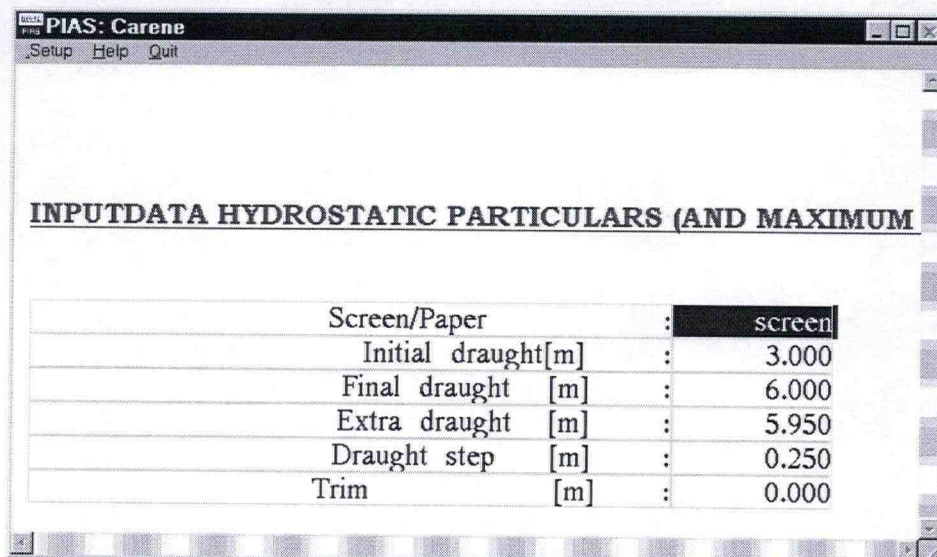 PIAS: Carene
Setup Help Quit
INPUTDATA HYDROSTATIC PARTICULARS (AND MAXIMUM
Screen/Paper : screen
Initial draught[m] : 3.000
Final draught [m] : 6.000
Extra draught [m] : 5.950
Draught step [m] : 0.250
Trim [m] : 0.000